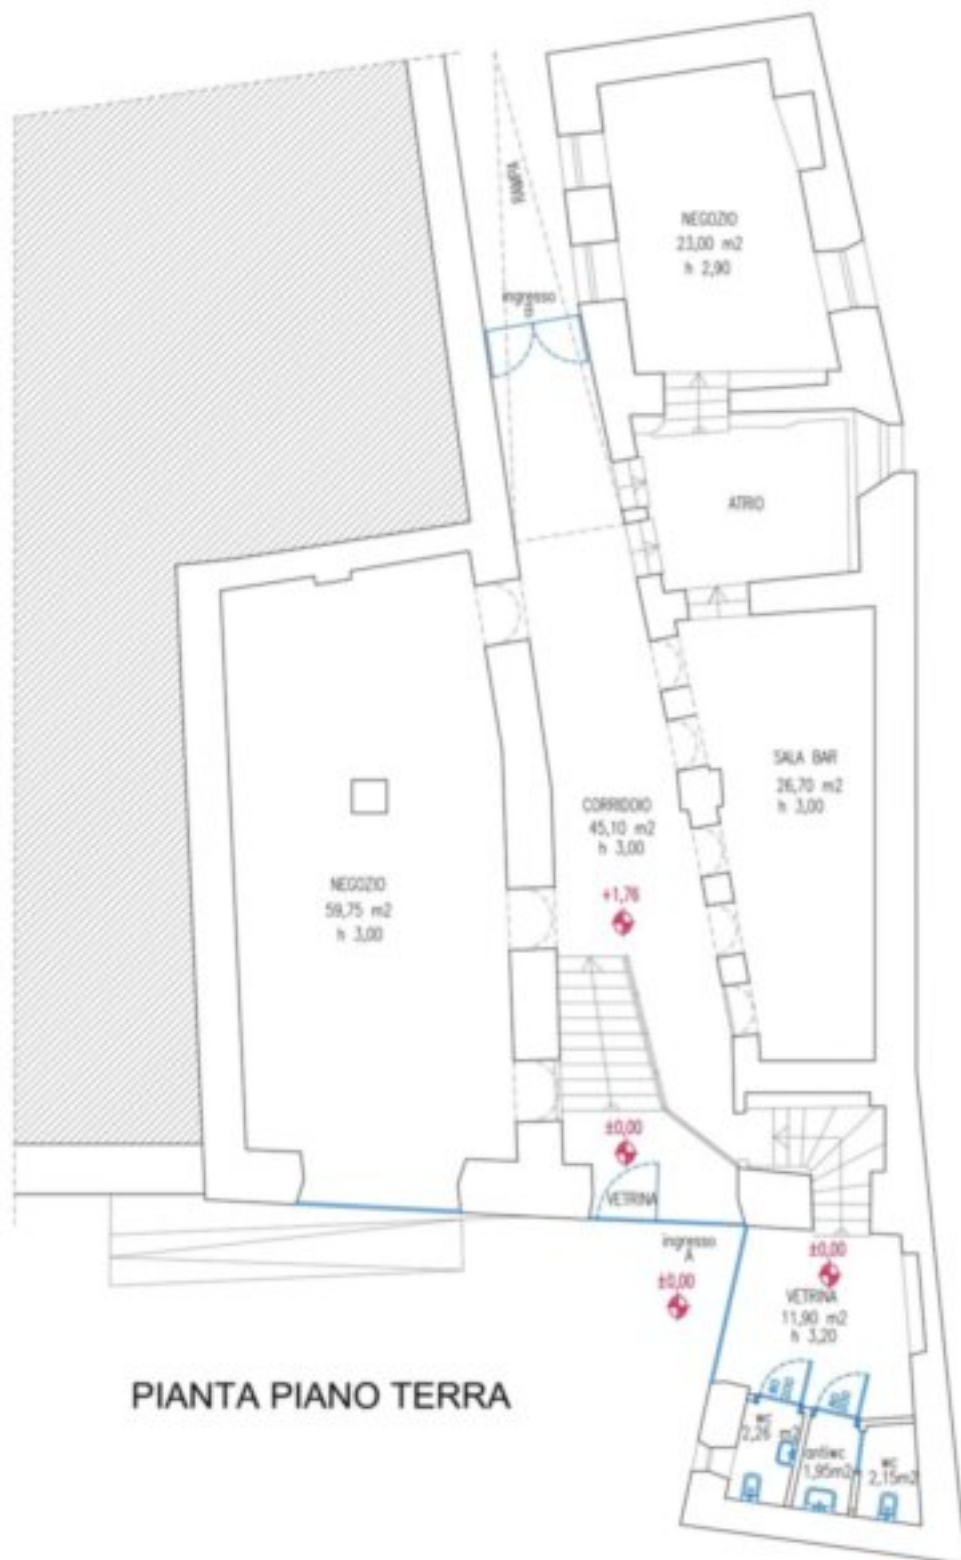 RAMPA
NEGOZIO
23,00 m2
h 2,90
ingresso
B
ATRIO
SALA BAR
26,70 m2
h 3,00
CORRIDOIO
45,10 m2
h 3,00
+1,76
NEGOZIO
59,75 m2
h 3,00
±0,00
VETRINA
ingresso
A
±0,00
±0,00
VETRINA
11,90 m2
h 3,20
PIANTA PIANO TERRA
wc
2,26 m2
antiwc
1,95m2
wc
2,15m2